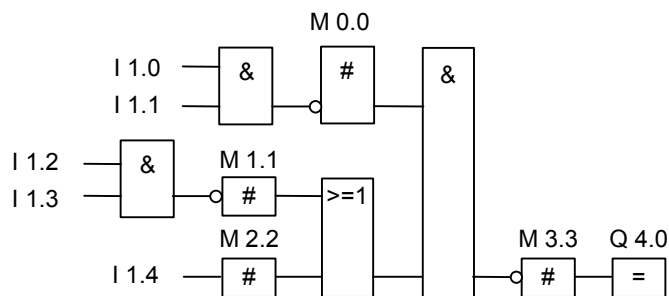 M 0.0
I 1.0
&
#
&
I 1.1
I 1.2
&
M 1.1
I 1.3
#
>=1
M 2.2
M 3.3
Q 4.0
I 1.4
#
#
=